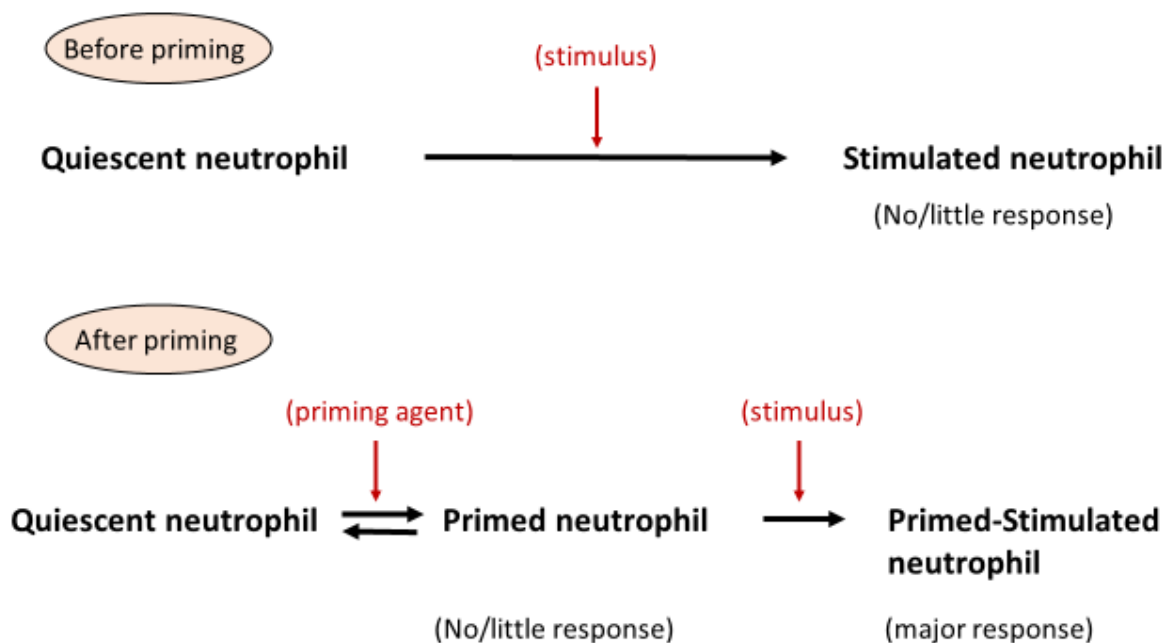 Before priming
(stimulus)
Quiescent neutrophil
Stimulated neutrophil
(No/little response)
After priming
(priming agent)
(stimulus)
Quiescent neutrophil
Primed neutrophil
Primed-Stimulated
neutrophil
(No/little response)
(major response)